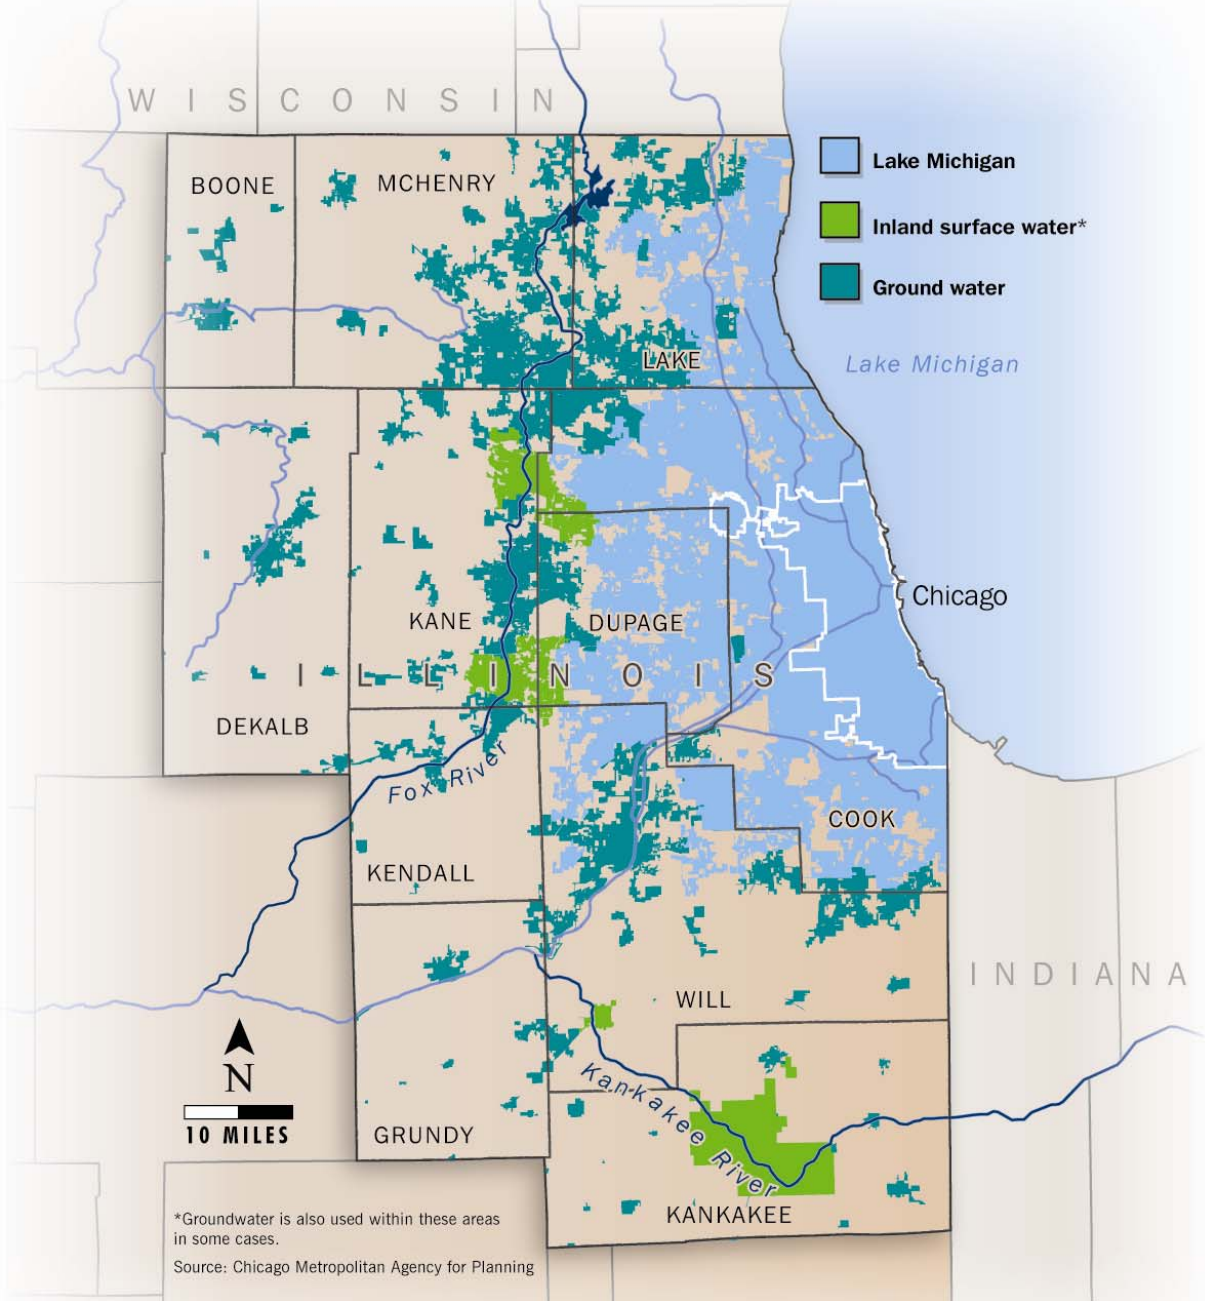 WISCONSIN
Lake Michigan
Inland surface water*
Ground water
BOONE
MCHENRY
LAKE
Lake Michigan
Chicago
KANE
DUPAGE
ILLINOIS
DEKALB
Fox River
COOK
KENDALL
INDIANA
WILL
N
10 MILES
Kankakee River
GRUNDY
KANKAKEE
*Groundwater is also used within these areas
in some cases.
Source: Chicago Metropolitan Agency for Planning